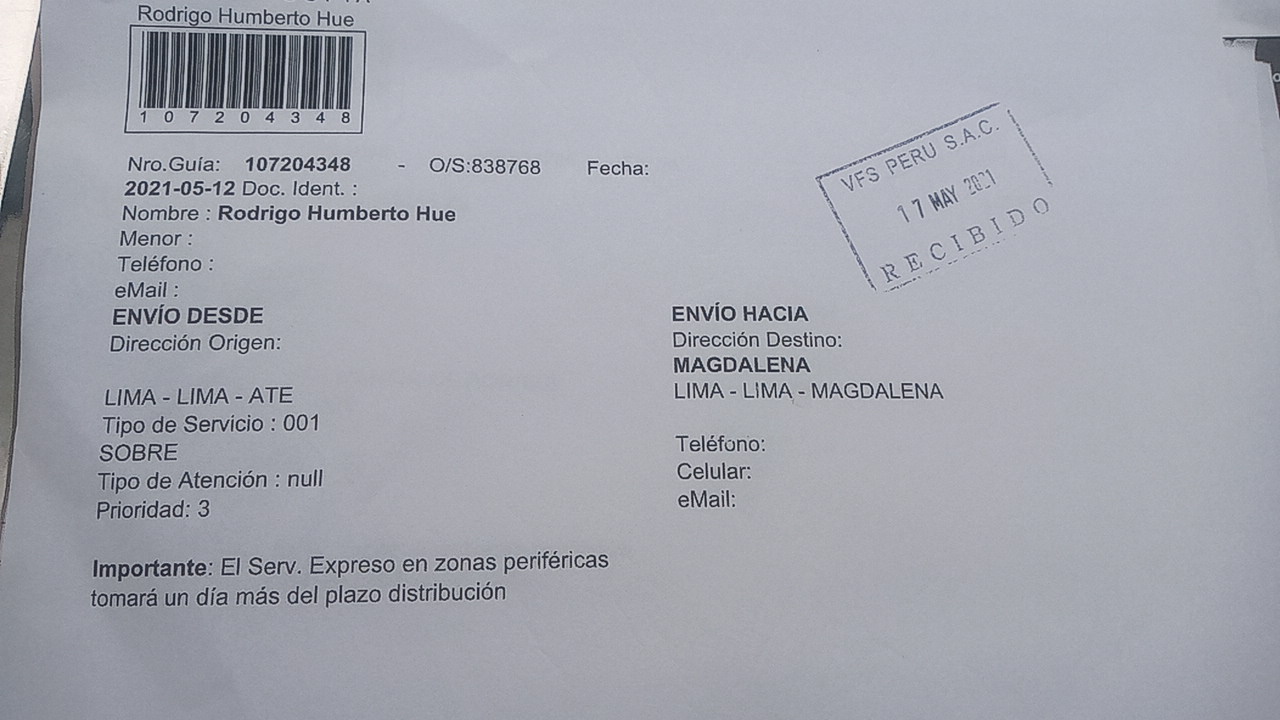 Rodrigo Humberto Hue
1 0 7 2 0 4 3 4 8
Nro.Guía: 107204348 - O/S:838768 Fecha:
2021-05-12 Doc. Ident. :
Nombre : Rodrigo Humberto Hue
Menor :
Teléfono :
eMail :
ENVÍO DESDE
Dirección Origen:
LIMA - LIMA - ATE
Tipo de Servicio : 001
SOBRE
Tipo de Atención : null
Prioridad: 3
Importante: El Serv. Expreso en zonas periféricas
tomará un día más del plazo distribución
VFS PERU S.A.C.
17 MAY 2021
RECIBIDO
ENVÍO HACIA
Dirección Destino:
MAGDALENA
LIMA - LIMA - MAGDALENA
Teléfono:
Celular:
eMail: